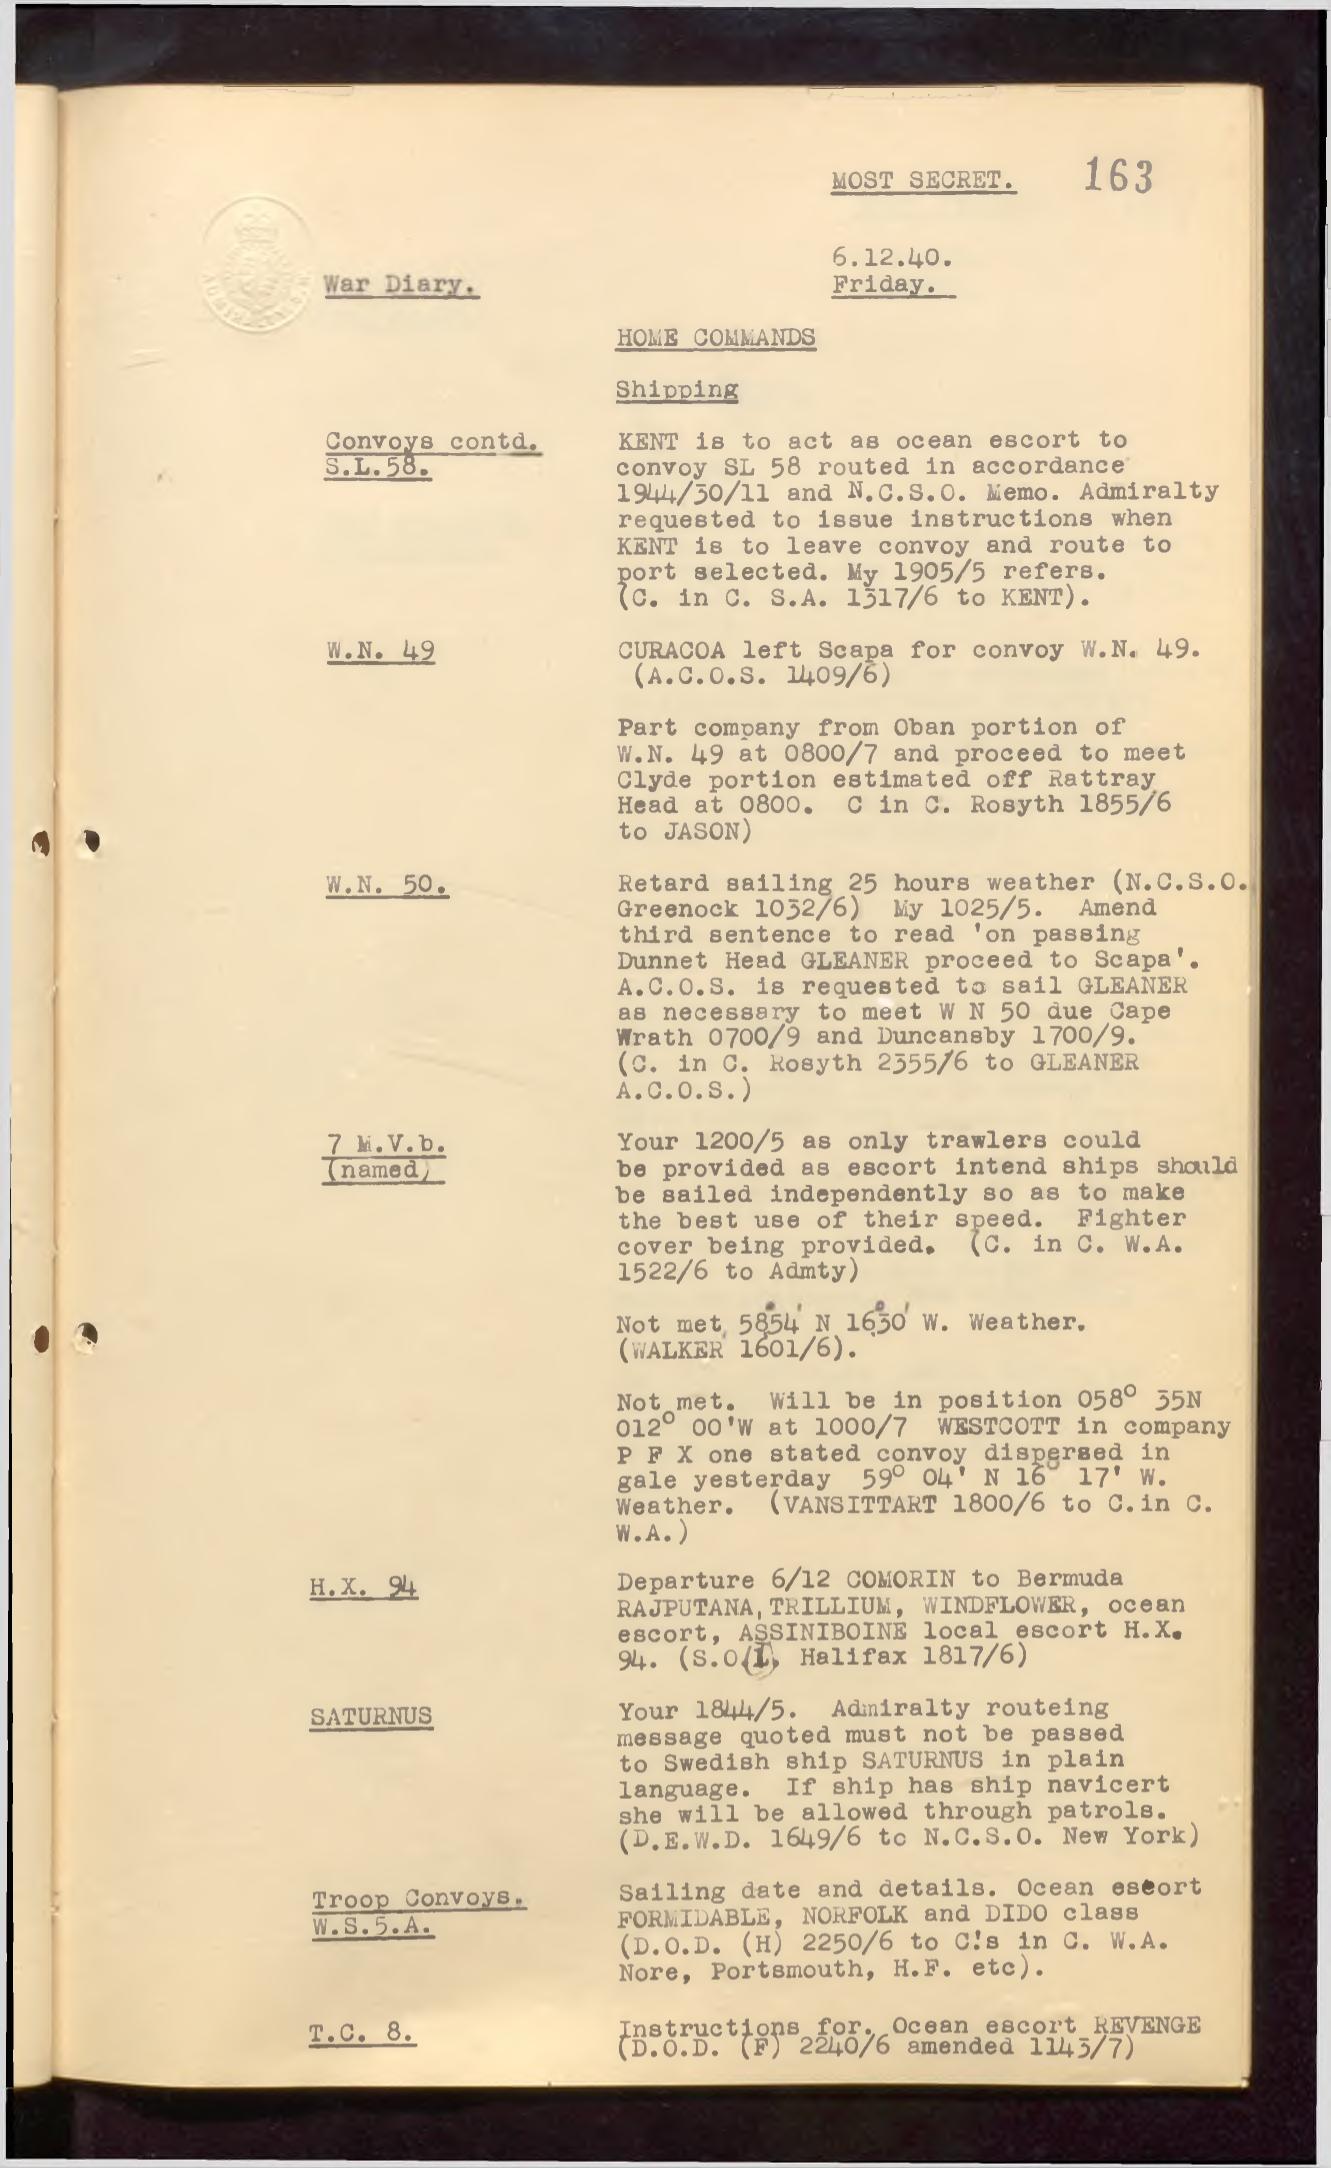 MOST SECRET. 163
6.12.40.
War Diary. Friday.
HOME COMMANDS
Shipping
Convoys contd.
S.L.58.
KENT is to act as ocean escort to
convoy SL 58 routed in accordance
1944/30/11 and N.C.S.O. Memo. Admiralty
requested to issue instructions when
KENT is to leave convoy and route to
port selected. My 1905/5 refers.
(C. in C. S.A. 1317/6 to KENT).
W.N. 49
CURACOA left Scapa for convoy W.N. 49.
(A.C.O.S. 1409/6)
Part company from Oban portion of
W.N. 49 at 0800/7 and proceed to meet
Clyde portion estimated off Rattray
Head at 0800. C in C. Rosyth 1855/6
to JASON)
W.N. 50.
Retard sailing 25 hours weather (N.C.S.O.
Greenock 1032/6) My 1025/5. Amend
third sentence to read 'on passing
Dunnet Head GLEANER proceed to Scapa'.
A.C.O.S. is requested to sail GLEANER
as necessary to meet W N 50 due Cape
Wrath 0700/9 and Duncansby 1700/9.
(C. in C. Rosyth 2355/6 to GLEANER
A.C.O.S.)
7 M.V.b.
(named)
Your 1200/5 as only trawlers could
be provided as escort intend ships should
be sailed independently so as to make
the best use of their speed. Fighter
cover being provided. (C. in C. W.A.
1522/6 to Admty)
Not met 58°54' N 16°30' W. Weather.
(WALKER 1601/6).
Not met. Will be in position 058° 35N
012° 00'W at 1000/7 WESTCOTT in company
P F X one stated convoy dispersed in
gale yesterday 59° 04' N 16° 17' W.
Weather. (VANSITTART 1800/6 to C.in C.
W.A.)
H.X. 94
Departure 6/12 COMORIN to Bermuda
RAJPUTANA, TRILLIUM, WINDFLOWER, ocean
escort, ASSINIBOINE local escort H.X.
94. (S.O.(I) Halifax 1817/6)
SATURNUS
Your 1844/5. Admiralty routeing
message quoted must not be passed
to Swedish ship SATURNUS in plain
language. If ship has ship navicert
she will be allowed through patrols.
(D.E.W.D. 1649/6 to N.C.S.O. New York)
Troop Convoys.
W.S.5.A.
Sailing date and details. Ocean escort
FORMIDABLE, NORFOLK and DIDO class
(D.O.D. (H) 2250/6 to C!s in C. W.A.
Nore, Portsmouth, H.F. etc).
T.C. 8.
Instructions for. Ocean escort REVENGE
(D.O.D. (F) 2240/6 amended 1143/7)